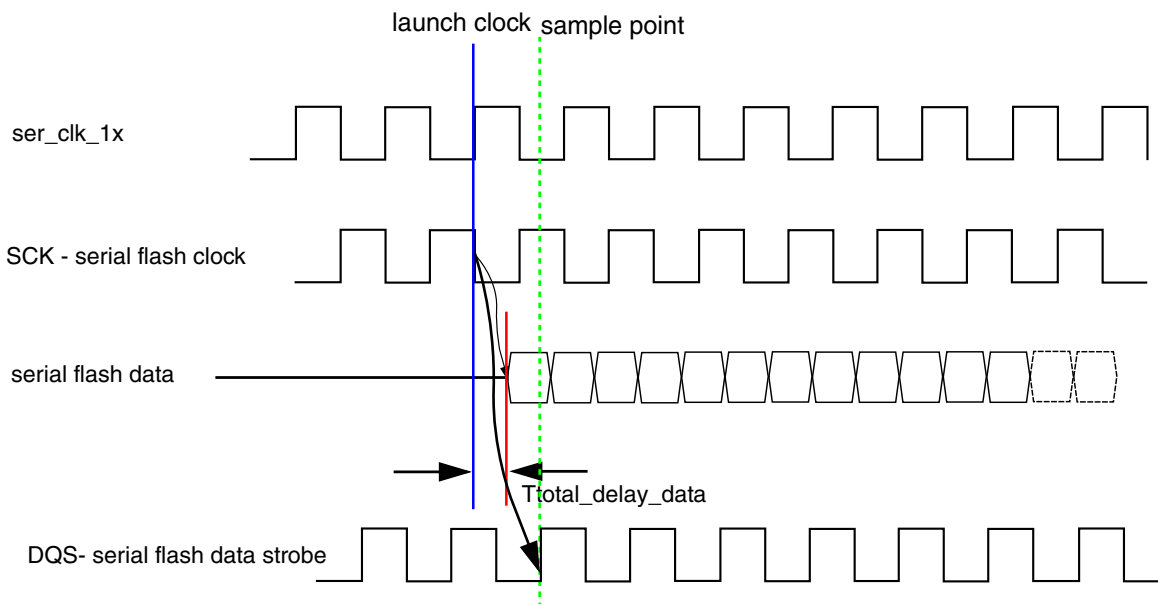 launch clock sample point
ser_clk_1x
SCK - serial flash clock
serial flash data
Ttotal_delay_data
DQS- serial flash data strobe